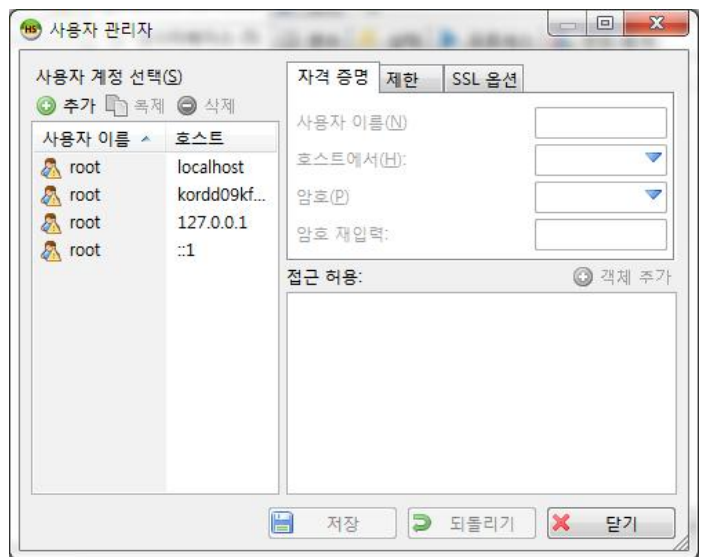 HS 사용자 관리자
사용자 계정 선택(S)
추가 복제 삭제
사용자 이름 호스트
root localhost
root kordd09kf...
root 127.0.0.1
root ::1
자격 증명 제한 SSL 옵션
사용자 이름(N)
호스트에서(H):
암호(P)
암호 재입력:
접근 허용: 객체 추가
저장 되돌리기 닫기